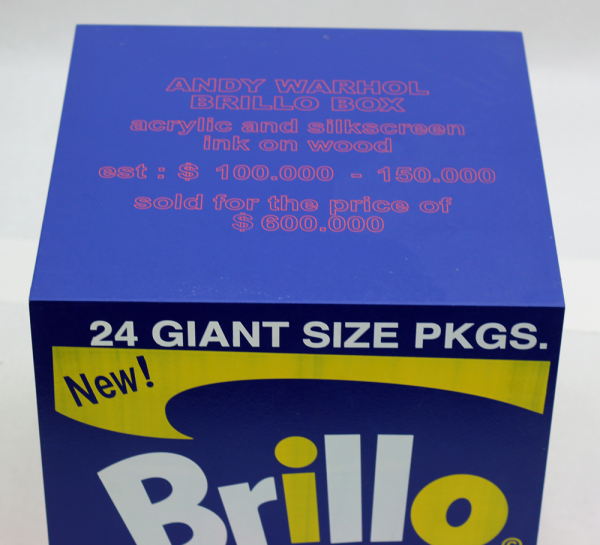 ANDY WARHOL
BRILLO BOX
acrylic and silkscreen
ink on wood
est : $ 100.000 - 150.000
sold for the price of
$ 600.000
24 GIANT SIZE PKGS.
New!
Brillo
©